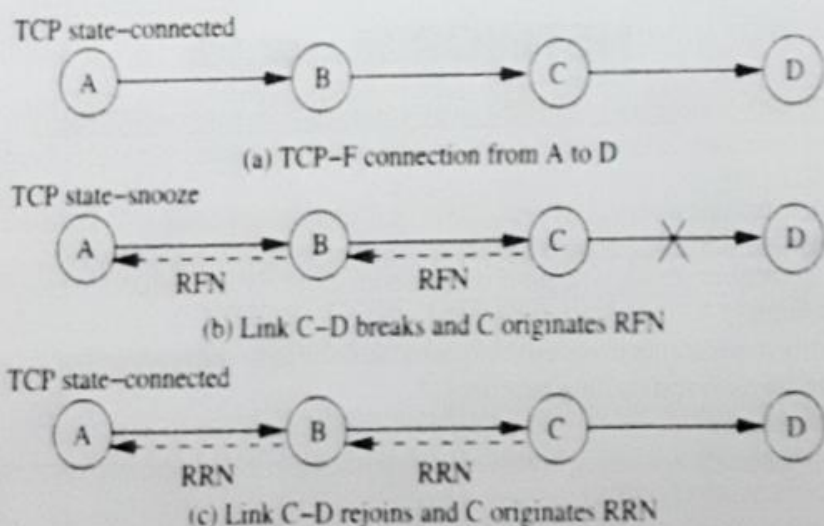 TCP state-connected
A B C D
(a) TCP-F connection from A to D
TCP state-snooze
A B C D
RFN RFN
(b) Link C-D breaks and C originates RFN
TCP state-connected
A B C D
RRN RRN
(c) Link C-D rejoins and C originates RRN